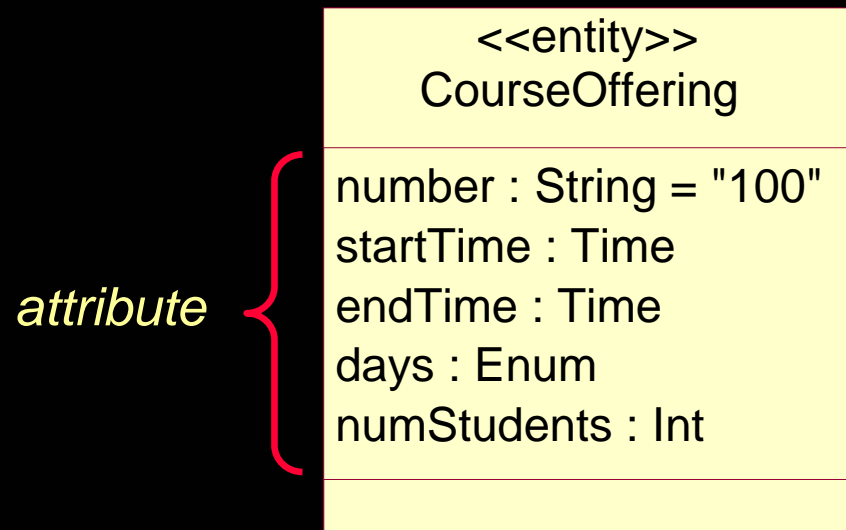 <<entity>>
CourseOffering
attribute
number : String = "100"
startTime : Time
endTime : Time
days : Enum
numStudents : Int